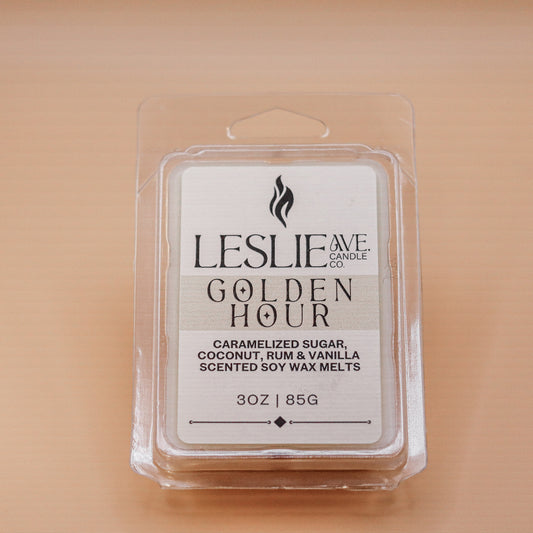 LESLIE AVE.
CANDLE
CO.
GOLDEN
HOUR
CARAMELIZED SUGAR,
COCONUT, RUM & VANILLA
SCENTED SOY WAX MELTS
3OZ | 85G